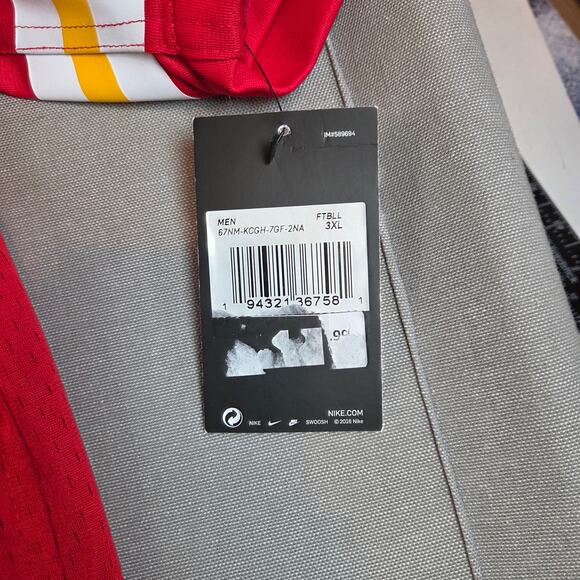 IM#589694
MEN FTBLL
67NM-KCGH-7GF-2NA 3XL
1 94321 36758 1
NIKE.COM
NIKE SWOOSH © 2016 Nike